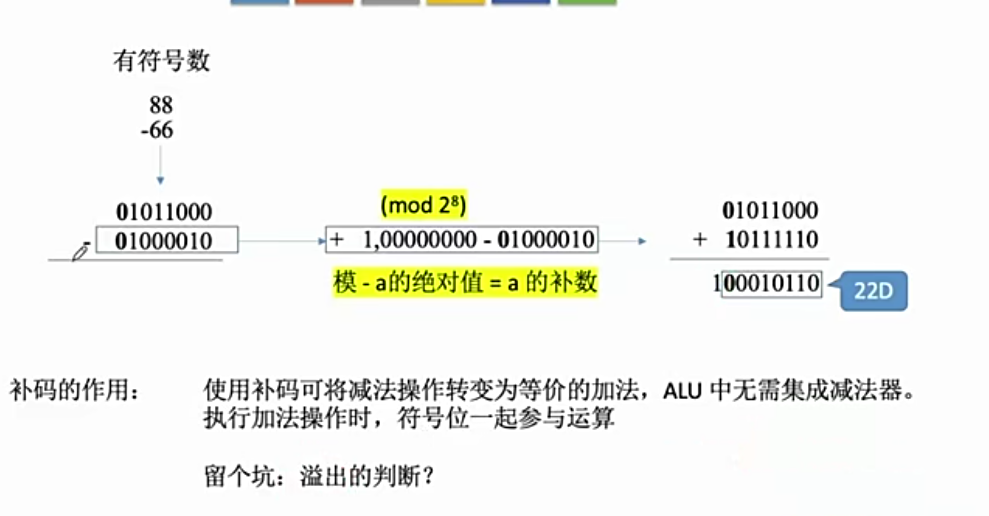 有符号数
88
-66
01011000
- 01000010
(mod 2⁸)
+ 1,00000000 - 01000010
模 - a的绝对值 = a 的补数
01011000
+ 10111110
100010110
22D
补码的作用：
使用补码可将减法操作转变为等价的加法，ALU 中无需集成减法器。
执行加法操作时，符号位一起参与运算
留个坑：溢出的判断？